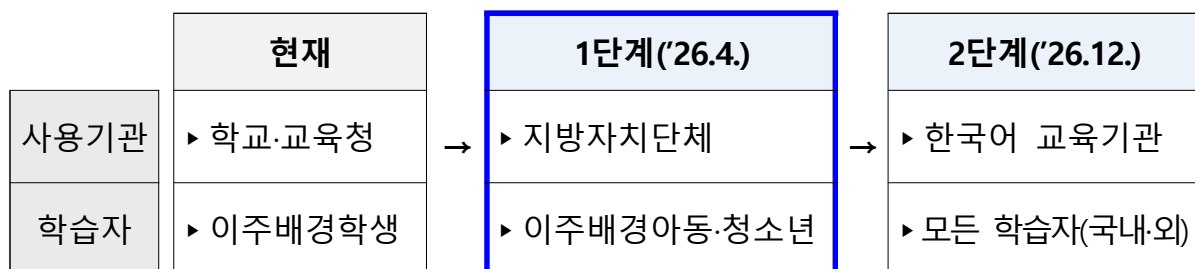 현재 1단계(’26.4.) 2단계(’26.12.)
사용기관 ▸ 학교·교육청 → ▸ 지방자치단체 → ▸ 한국어 교육기관
학습자 ▸ 이주배경학생 ▸ 이주배경아동·청소년 ▸ 모든 학습자(국내·외)